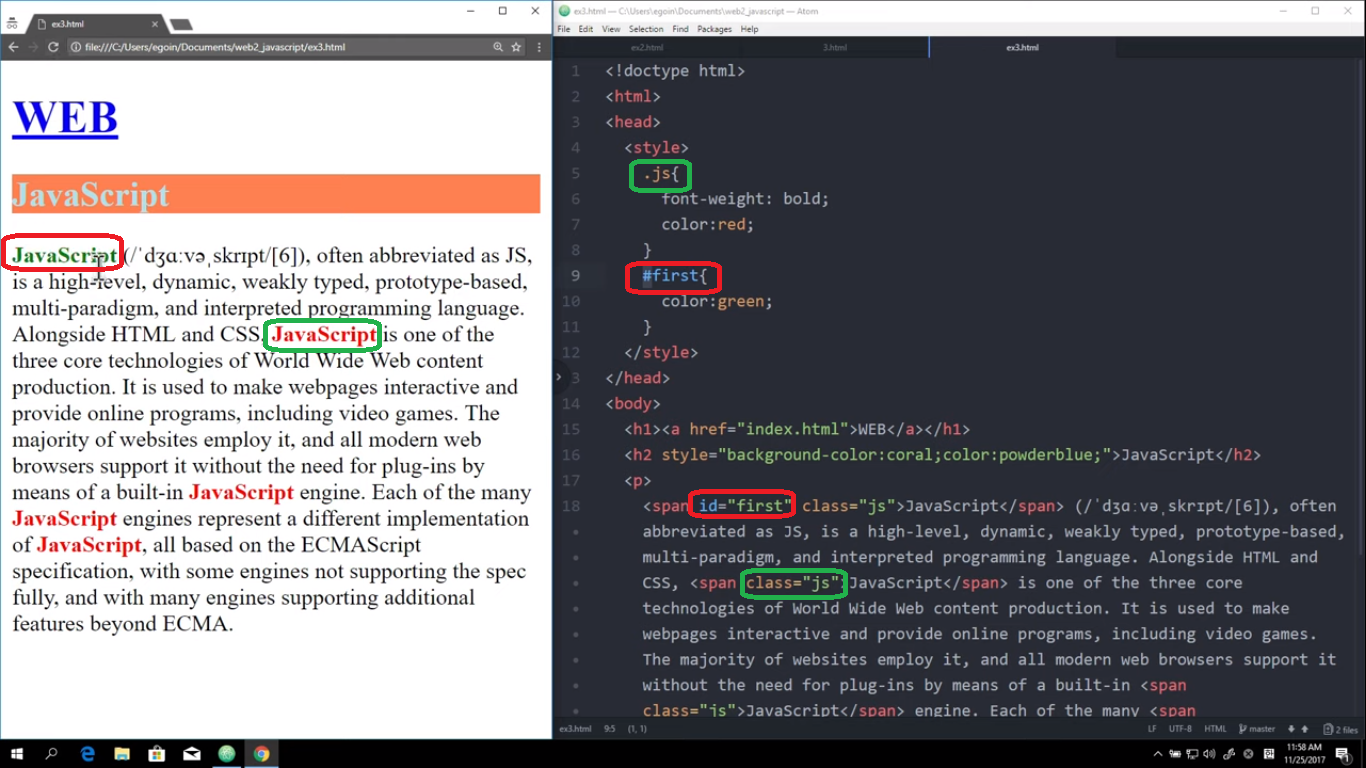 ex3.html
file:///C:/Users/egoin/Documents/web2_javascript/ex3.html
WEB
JavaScript
JavaScript (/ˈdʒɑːvəˌskrɪpt/[6]), often abbreviated as JS,
is a high-level, dynamic, weakly typed, prototype-based,
multi-paradigm, and interpreted programming language.
Alongside HTML and CSS, JavaScript is one of the
three core technologies of World Wide Web content
production. It is used to make webpages interactive and
provide online programs, including video games. The
majority of websites employ it, and all modern web
browsers support it without the need for plug-ins by
means of a built-in JavaScript engine. Each of the many
JavaScript engines represent a different implementation
of JavaScript, all based on the ECMAScript
specification, with some engines not supporting the spec
fully, and with many engines supporting additional
features beyond ECMA.
ex3.html — C:\Users\egoin\Documents\web2_javascript — Atom
File Edit View Selection Find Packages Help
ex2.html 3.html ex3.html
1 <!doctype html>
2 <html>
3 <head>
4 <style>
5 .js{
6 font-weight: bold;
7 color:red;
8 }
9 #first{
10 color:green;
11 }
12 </style>
3 </head>
14 <body>
15 <h1><a href="index.html">WEB</a></h1>
16 <h2 style="background-color:coral;color:powderblue;">JavaScript</h2>
17 <p>
18 <span id="first" class="js">JavaScript</span> (/ˈdʒɑːvəˌskrɪpt/[6]), often
abbreviated as JS, is a high-level, dynamic, weakly typed, prototype-based,
multi-paradigm, and interpreted programming language. Alongside HTML and
CSS, <span class="js">JavaScript</span> is one of the three core
technologies of World Wide Web content production. It is used to make
webpages interactive and provide online programs, including video games.
The majority of websites employ it, and all modern web browsers support it
without the need for plug-ins by means of a built-in <span
class="js">JavaScript</span> engine. Each of the many <span
ex3.html 9:5 (1, 1) LF UTF-8 HTML master 2 files
11:58 AM
11/25/2017